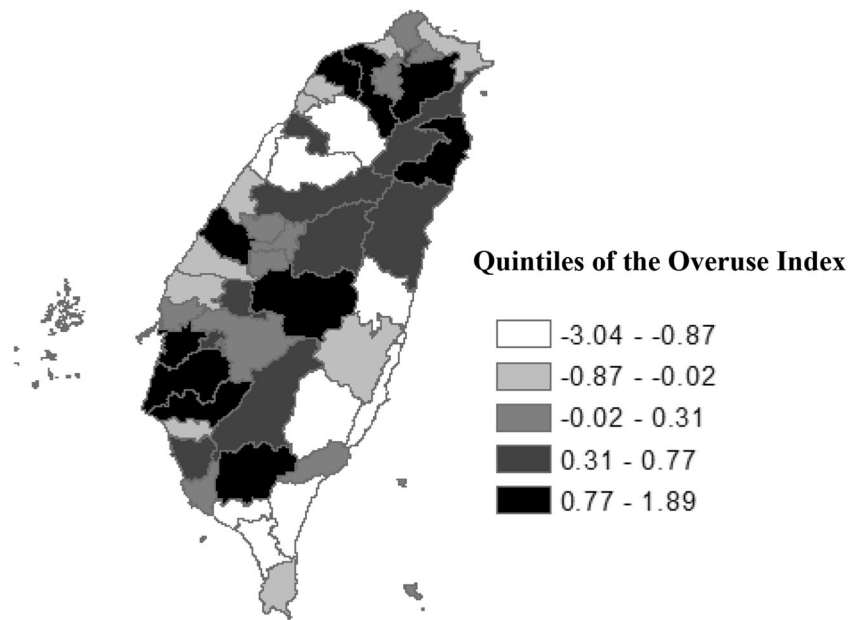 Quintiles of the Overuse Index
-3.04 - -0.87
-0.87 - -0.02
-0.02 - 0.31
0.31 - 0.77
0.77 - 1.89